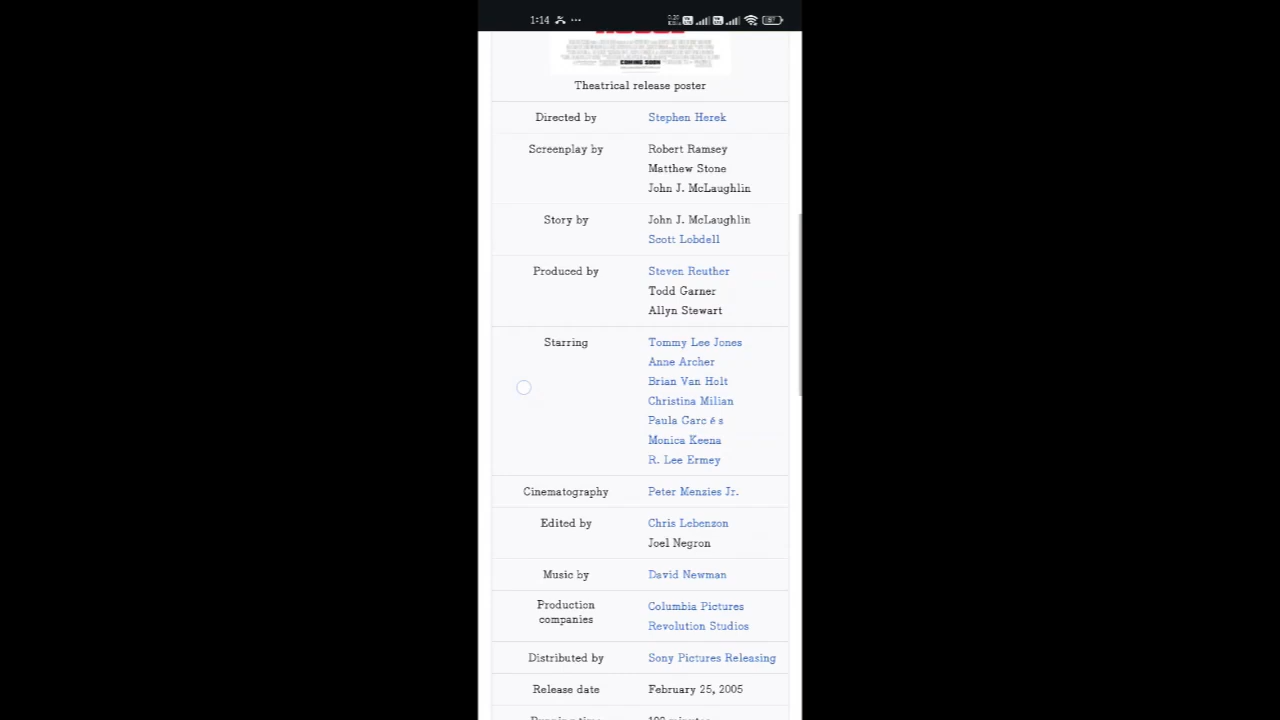 1:14
COMING SOON
Theatrical release poster
Directed by Stephen Herek
Screenplay by Robert Ramsey
Matthew Stone
John J. McLaughlin
Story by John J. McLaughlin
Scott Lobdell
Produced by Steven Reuther
Todd Garner
Allyn Stewart
Starring Tommy Lee Jones
Anne Archer
Brian Van Holt
Christina Milian
Paula Garc é s
Monica Keena
R. Lee Ermey
Cinematography Peter Menzies Jr.
Edited by Chris Lebenzon
Joel Negron
Music by David Newman
Production
companies
Columbia Pictures
Revolution Studios
Distributed by Sony Pictures Releasing
Release date February 25, 2005